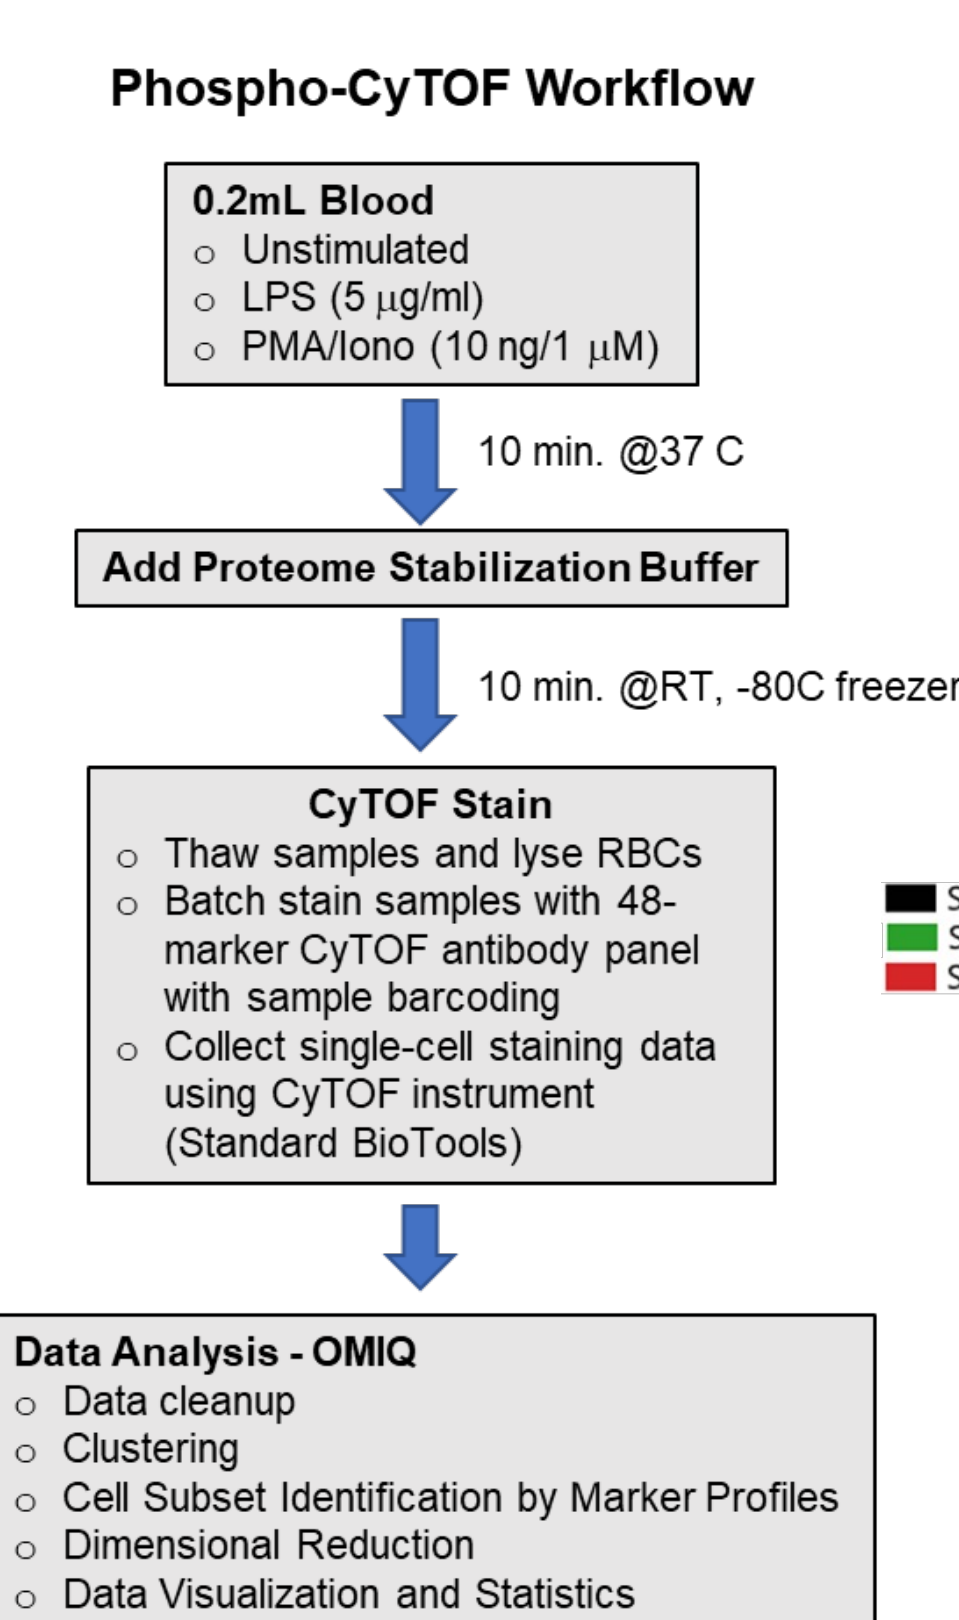 Phospho-CyTOF Workflow
0.2mL Blood
o Unstimulated
o LPS (5 μg/ml)
o PMA/Iono (10 ng/1 μM)
10 min. @37 C
Add Proteome Stabilization Buffer
10 min. @RT, -80C freezer
CyTOF Stain
o Thaw samples and lyse RBCs
o Batch stain samples with 48-
marker CyTOF antibody panel
with sample barcoding
o Collect single-cell staining data
using CyTOF instrument
(Standard BioTools)
Data Analysis - OMIQ
o Data cleanup
o Clustering
o Cell Subset Identification by Marker Profiles
o Dimensional Reduction
o Data Visualization and Statistics